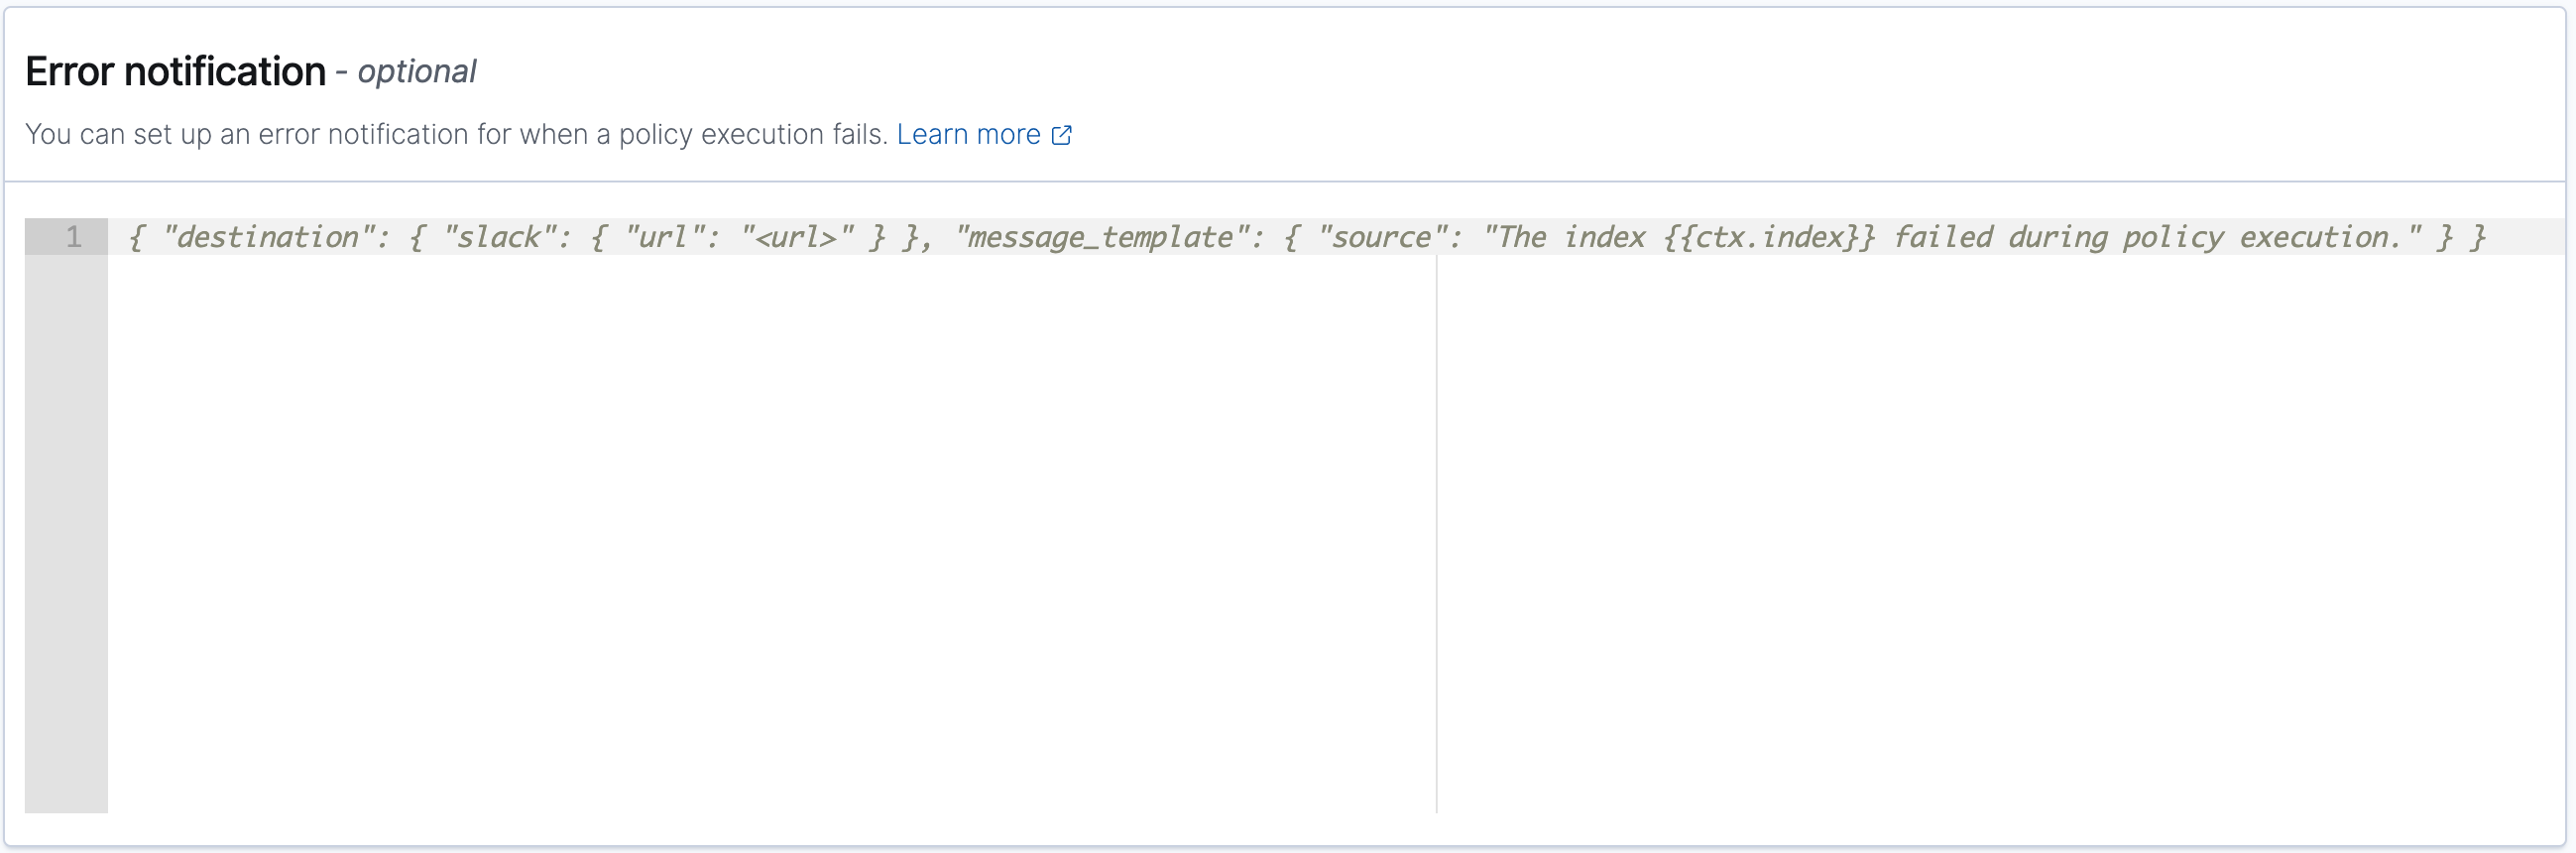 Error notification - optional
You can set up an error notification for when a policy execution fails. Learn more
1 { "destination": { "slack": { "url": "<url>" } }, "message_template": { "source": "The index {{ctx.index}} failed during policy execution." } }